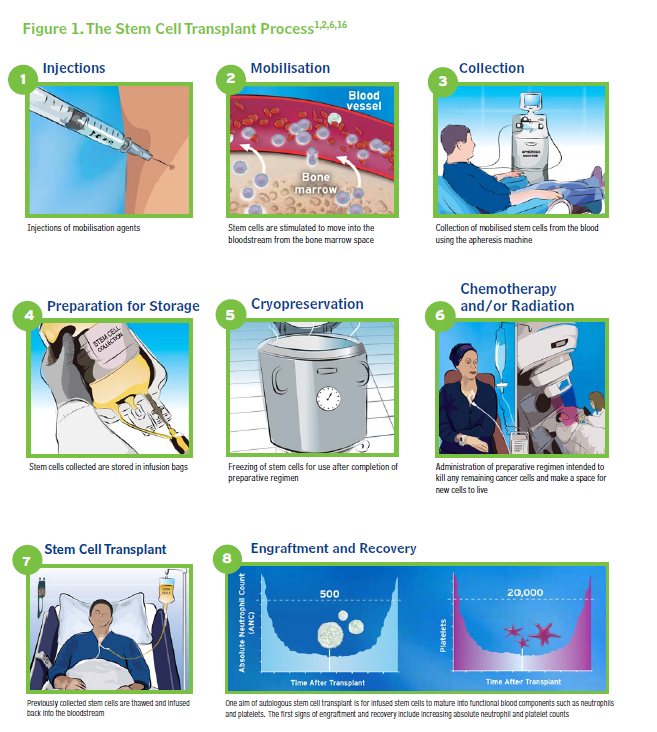 Figure 1. The Stem Cell Transplant Process1,2,6,16
1
Injections
Injections of mobilisation agents
2
Mobilisation
Blood
vessel
Bone
marrow
Stem cells are stimulated to move into the
bloodstream from the bone marrow space
3
Collection
APHERESIS
MACHINE
Collection of mobilised stem cells from the blood
using the apheresis machine
4
Preparation for Storage
STEM CELL
COLLECTION
Stem cells collected are stored in infusion bags
5
Cryopreservation
Freezing of stem cells for use after completion of
preparative regimen
6
Chemotherapy
and/or Radiation
Administration of preparative regimen intended to
kill any remaining cancer cells and make a space for
new cells to live
7
Stem Cell Transplant
Previously collected stem cells are thawed and infused
back into the bloodstream
8
Engraftment and Recovery
Absolute Neutrophil Count
(ANC)
500
Time After Transplant
Platelets
20,000
Time After Transplant
One aim of autologous stem cell transplant is for infused stem cells to mature into functional blood components such as neutrophils
and platelets. The first signs of engraftment and recovery include increasing absolute neutrophil and platelet counts